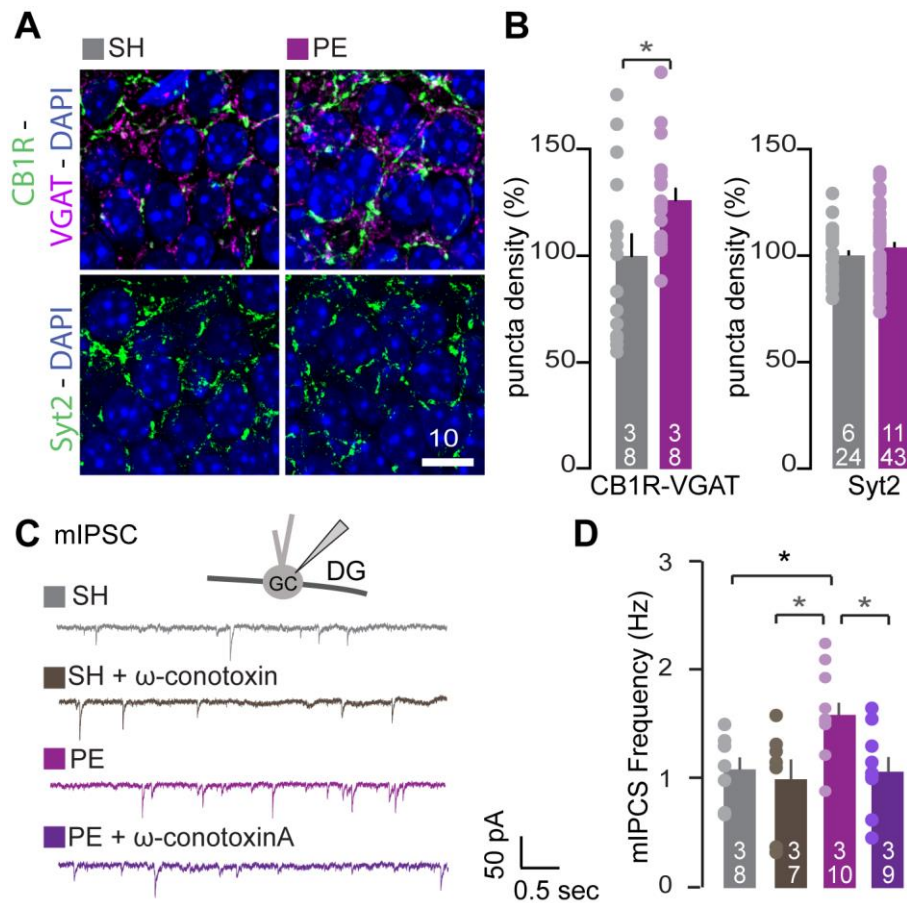 A
SH
PE
CB1R -
VGAT - DAPI
Syt2 - DAPI
10
B
*
puncta density (%)
150
100
50
0
3
8
3
8
CB1R-VGAT
puncta density (%)
150
100
50
0
6
24
11
43
Syt2
C mIPSC
GC
DG
SH
SH + ω-conotoxin
PE
PE + ω-conotoxinA
50 pA
0.5 sec
D
mIPCS Frequency (Hz)
3
2
1
0
*
* *
3
8
3
7
3
10
3
9